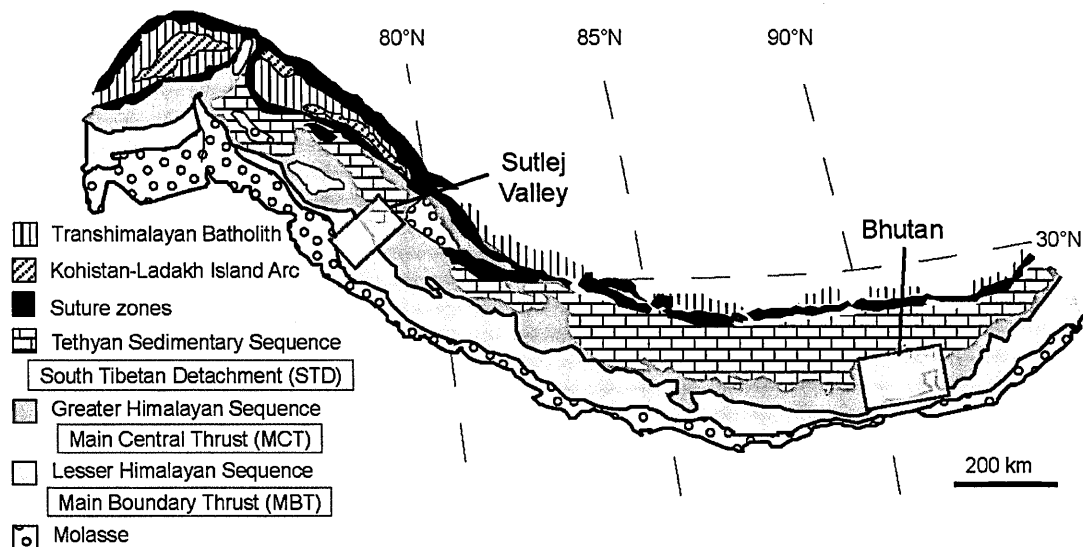 80°N
85°N
90°N
Sutlej
Valley
Bhutan
30°N
Transhimalayan Batholith
Kohistan-Ladakh Island Arc
Suture zones
Tethyan Sedimentary Sequence
South Tibetan Detachment (STD)
Greater Himalayan Sequence
Main Central Thrust (MCT)
Lesser Himalayan Sequence
Main Boundary Thrust (MBT)
Molasse
200 km